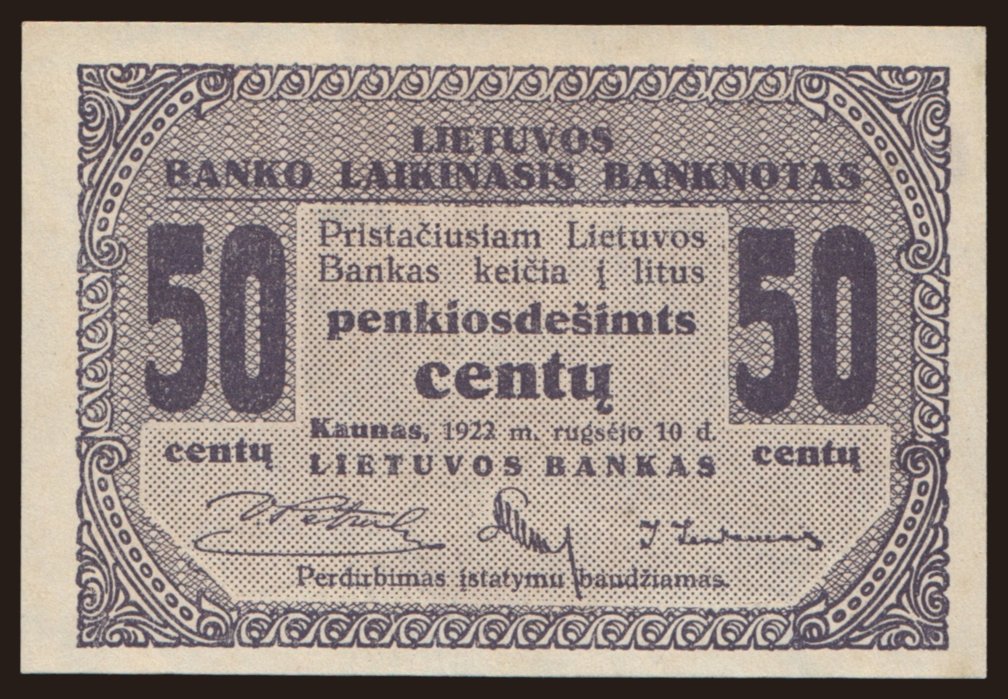 LIETUVOS
BANKO LAIKINASIS BANKNOTAS
50
50
Pristačiusiam Lietuvos
Bankas keičia į litus
penkiosdešimts
centų
Kaunas, 1922 m. rugsėjo 10 d.
LIETUVOS BANKAS
centų
centų
Perdirbimas įstatymu baudžiamas.